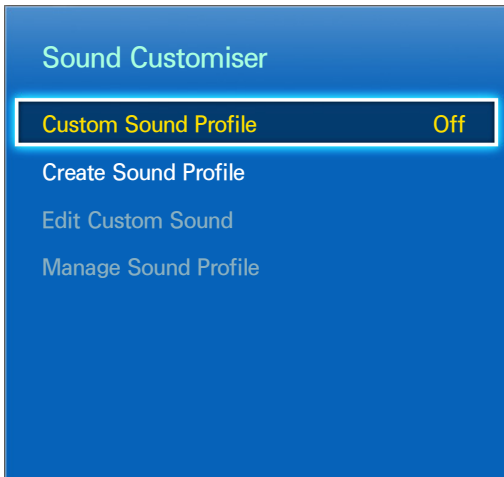 Sound Customiser
Custom Sound Profile Off
Create Sound Profile
Edit Custom Sound
Manage Sound Profile